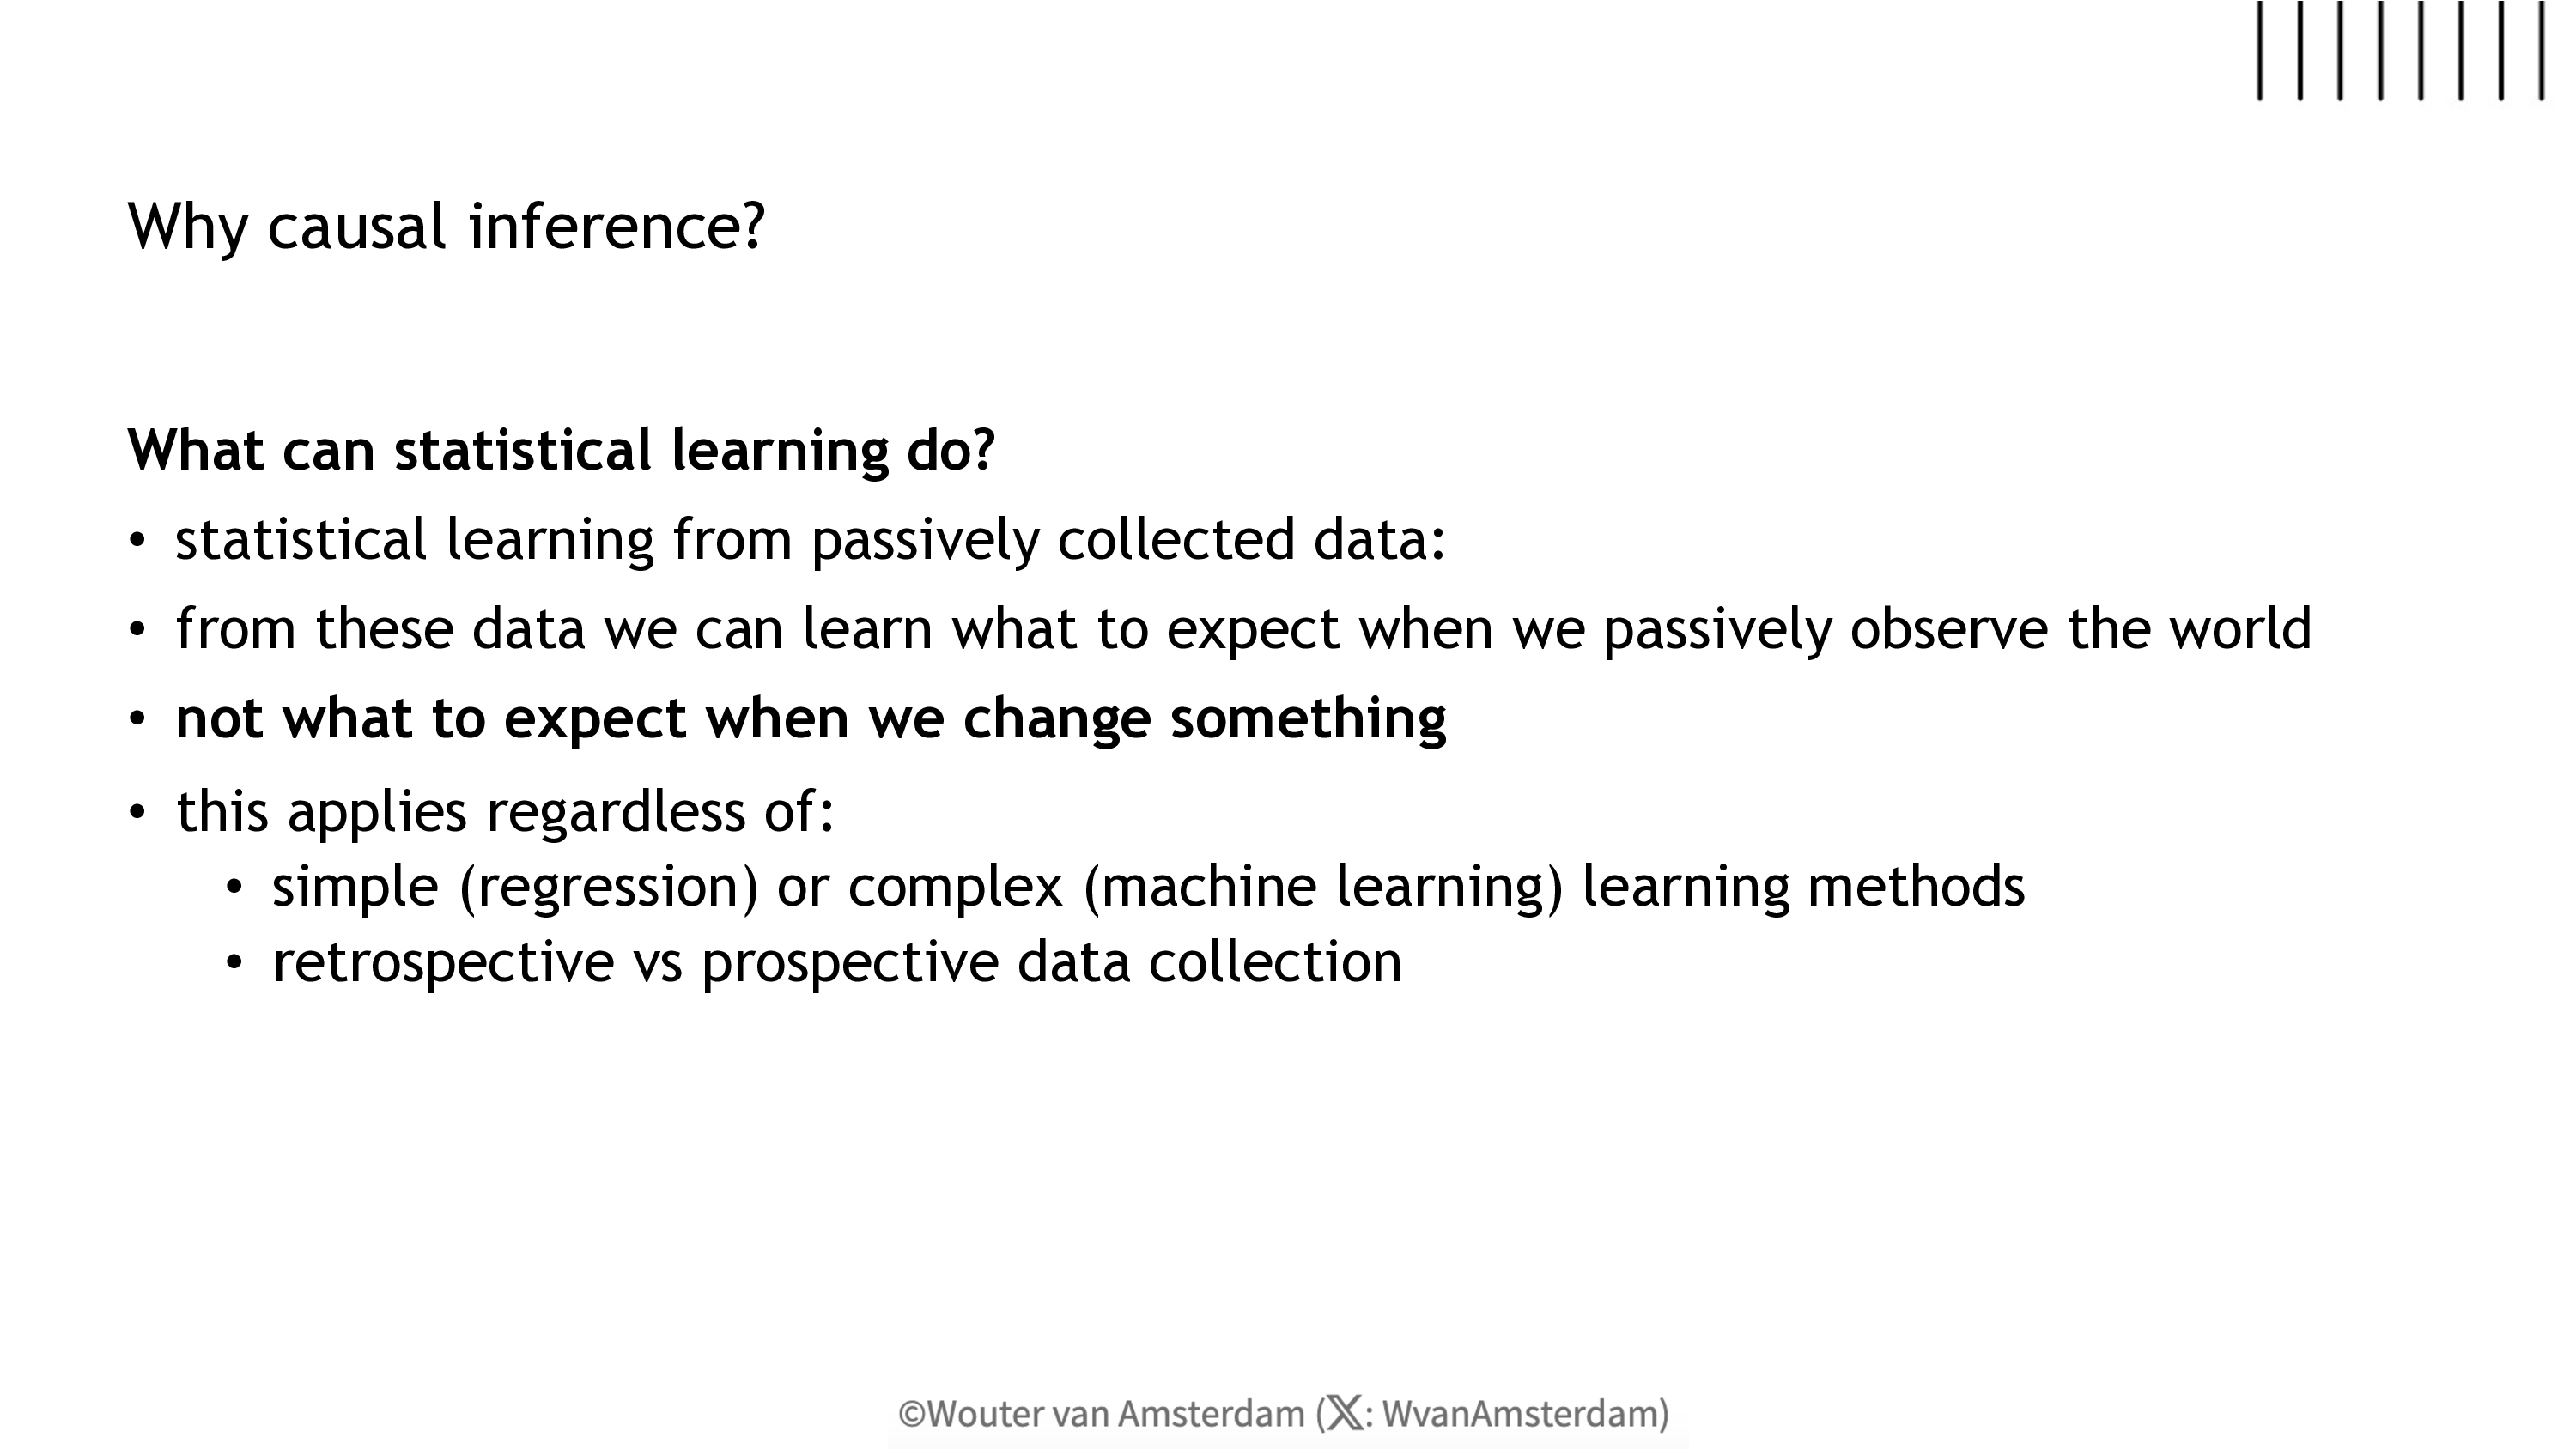 Why causal inference?
What can statistical learning do?
• statistical learning from passively collected data:
• from these data we can learn what to expect when we passively observe the world
• not what to expect when we change something
• this applies regardless of:
• simple (regression) or complex (machine learning) learning methods
• retrospective vs prospective data collection
©Wouter van Amsterdam (𝕏: WvanAmsterdam)